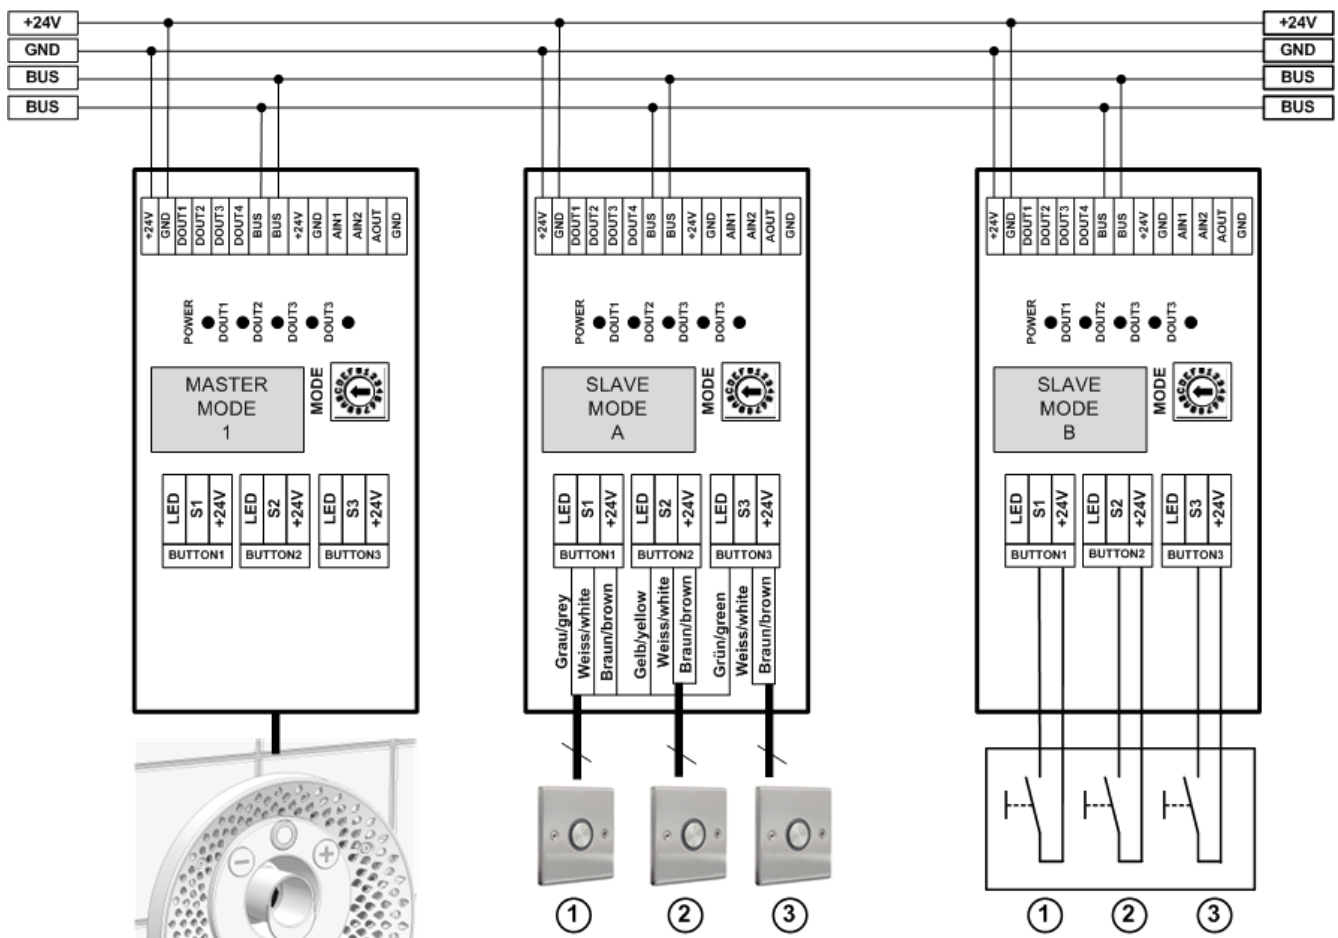 +24V +24V
GND GND
BUS BUS
BUS BUS
+24V GND DOUT1 DOUT2 DOUT3 DOUT4 BUS BUS +24V GND AIN1 AIN2 AOUT GND
+24V GND DOUT1 DOUT2 DOUT3 DOUT4 BUS BUS +24V GND AIN1 AIN2 AOUT GND
+24V GND DOUT1 DOUT2 DOUT3 DOUT4 BUS BUS +24V GND AIN1 AIN2 AOUT GND
POWER DOUT1 DOUT2 DOUT3 DOUT3
POWER DOUT1 DOUT2 DOUT3 DOUT3
POWER DOUT1 DOUT2 DOUT3 DOUT3
MASTER
MODE
1
MODE
SLAVE
MODE
A
MODE
SLAVE
MODE
B
MODE
LED S1 +24V LED S2 +24V LED S3 +24V
BUTTON1 BUTTON2 BUTTON3
LED S1 +24V LED S2 +24V LED S3 +24V
BUTTON1 BUTTON2 BUTTON3
LED S1 +24V LED S2 +24V LED S3 +24V
BUTTON1 BUTTON2 BUTTON3
Grau/grey
Weiss/white
Braun/brown
Gelb/yellow
Weiss/white
Braun/brown
Grün/green
Weiss/white
Braun/brown
1 2 3
1 2 3